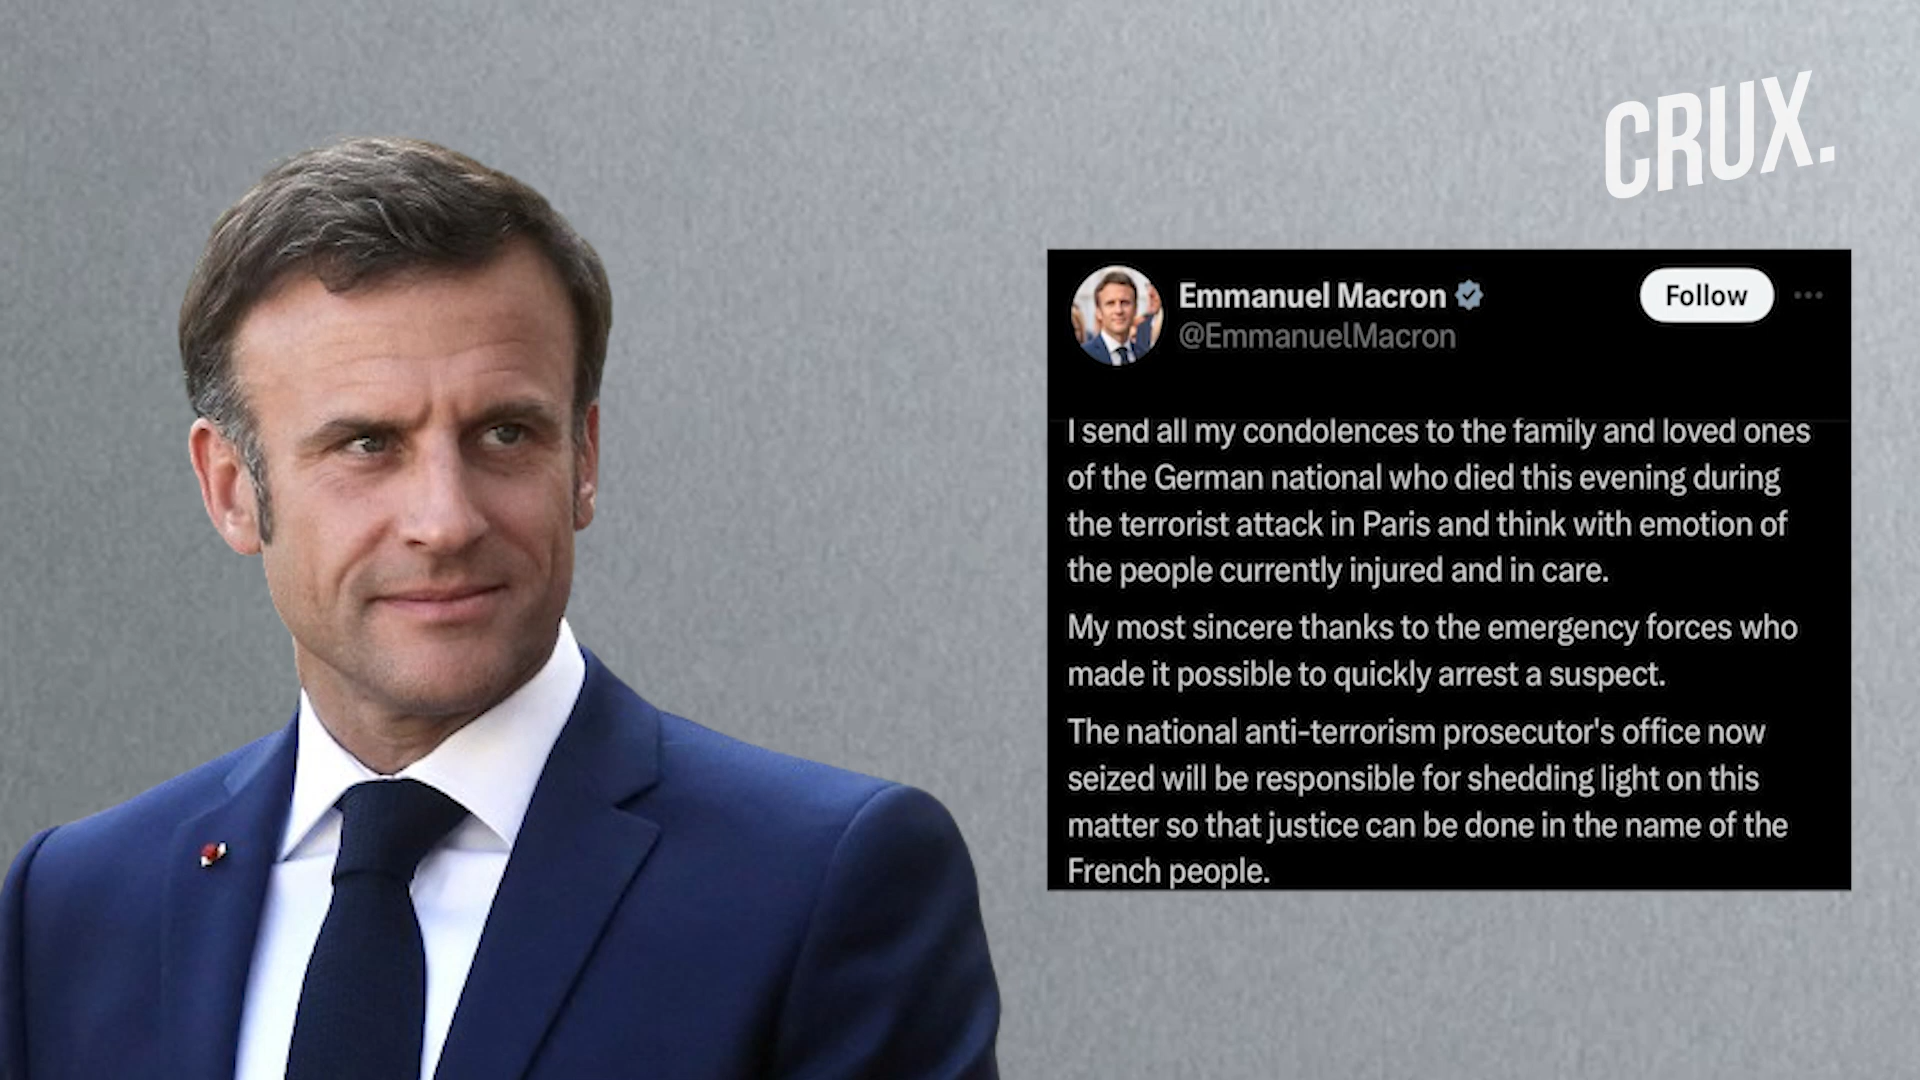 CRUX.
Emmanuel Macron
@EmmanuelMacron
Follow
I send all my condolences to the family and loved ones
of the German national who died this evening during
the terrorist attack in Paris and think with emotion of
the people currently injured and in care.
My most sincere thanks to the emergency forces who
made it possible to quickly arrest a suspect.
The national anti-terrorism prosecutor's office now
seized will be responsible for shedding light on this
matter so that justice can be done in the name of the
French people.